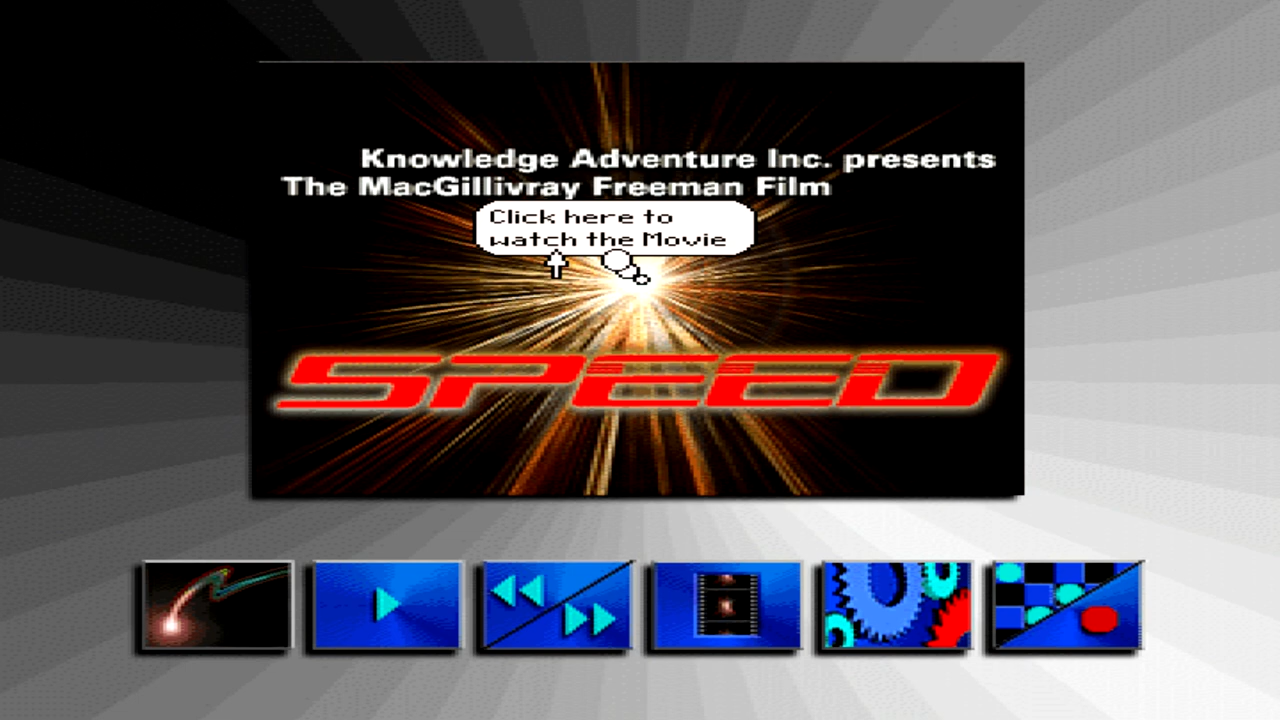 Knowledge Adventure Inc. presents
The MacGillivray Freeman Film
Click here to
watch the Movie
SPEED